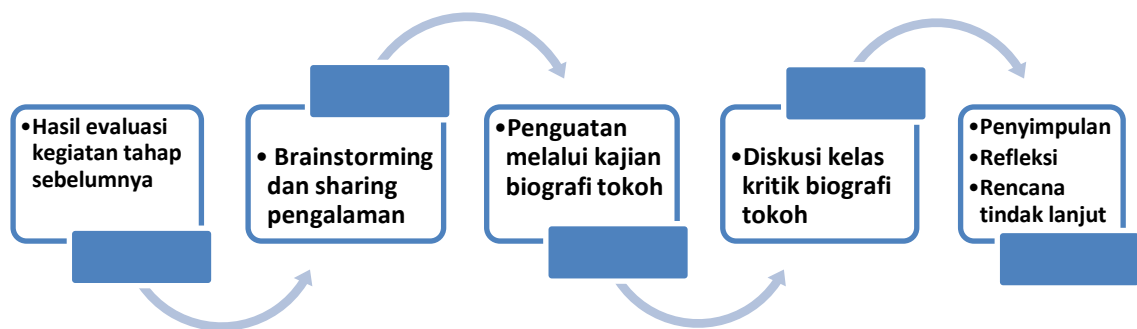 •Hasil evaluasi
kegiatan tahap
sebelumnya
• Brainstorming
dan sharing
pengalaman
•Penguatan
melalui kajian
biografi tokoh
•Diskusi kelas
kritik biografi
tokoh
•Penyimpulan
•Refleksi
•Rencana
tindak lanjut